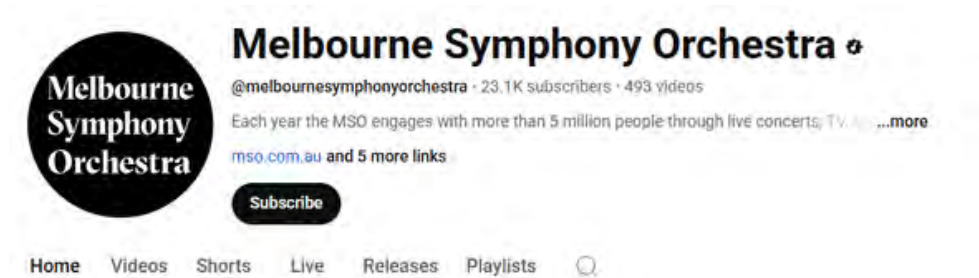 Melbourne
Symphony
Orchestra
Melbourne Symphony Orchestra
@melbournesymphonyorchestra · 23.1K subscribers · 493 videos
Each year the MSO engages with more than 5 million people through live concerts, TV, ...more
mso.com.au and 5 more links
Subscribe
Home Videos Shorts Live Releases Playlists